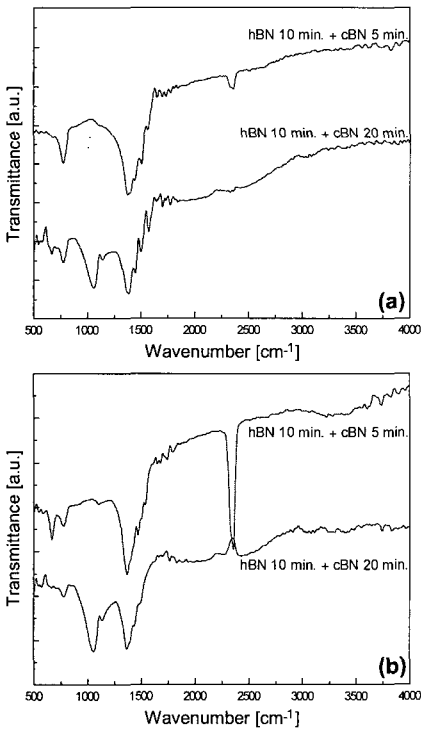 hBN 10 min. + cBN 5 min.
hBN 10 min. + cBN 20 min.
Transmittance [a.u.]
(a)
500 1000 1500 2000 2500 3000 3500 4000
Wavenumber [cm-1]
hBN 10 min. + cBN 5 min.
hBN 10 min. + cBN 20 min.
Transmittance [a.u.]
(b)
500 1000 1500 2000 2500 3000 3500 4000
Wavenumber [cm-1]